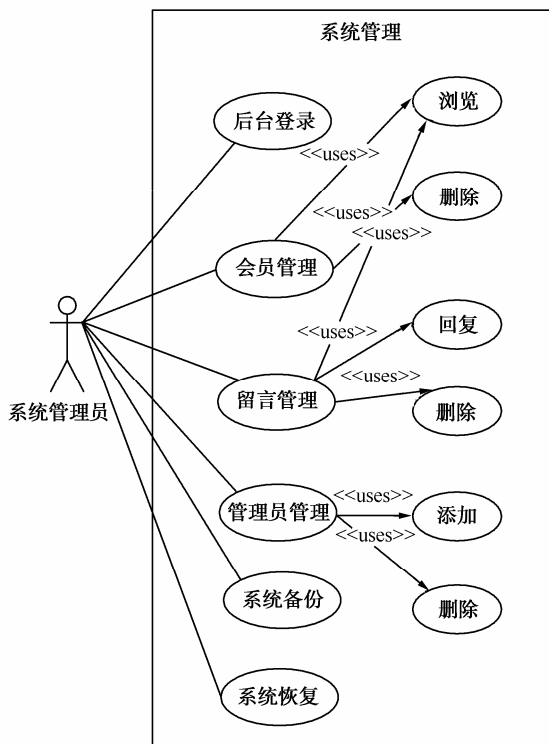 系统管理
浏览
后台登录
<<uses>>
删除
<<uses>>
<<uses>>
会员管理
回复
<<uses>>
<<uses>>
留言管理
删除
系统管理员
<<uses>>
管理员管理
添加
<<uses>>
系统备份
删除
系统恢复